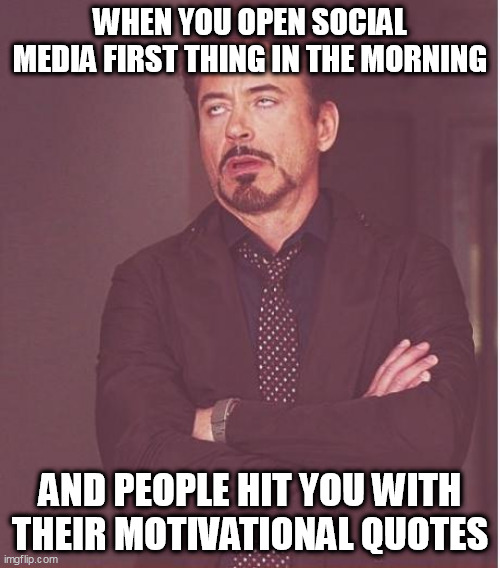 WHEN YOU OPEN SOCIAL
MEDIA FIRST THING IN THE MORNING
AND PEOPLE HIT YOU WITH
THEIR MOTIVATIONAL QUOTES
imgflip.com